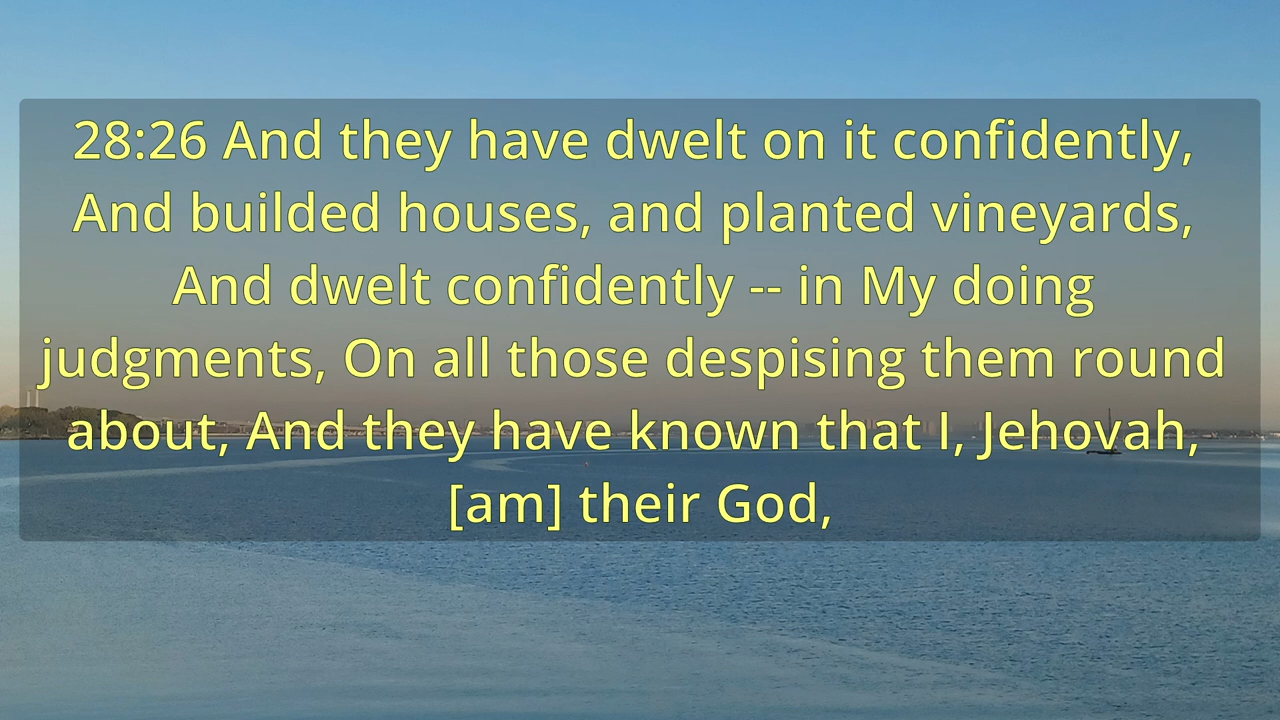 28:26 And they have dwelt on it confidently,
And builded houses, and planted vineyards,
And dwelt confidently -- in My doing
judgments, On all those despising them round
about, And they have known that I, Jehovah,
[am] their God,